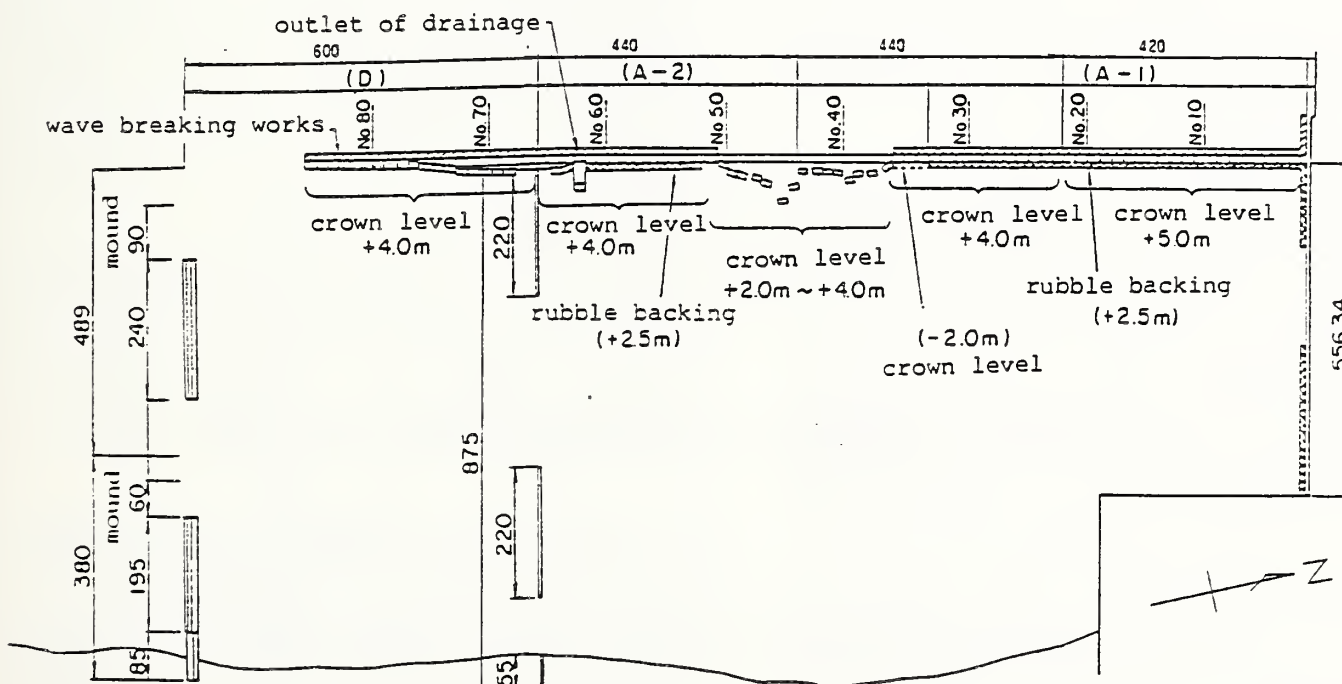 outlet of drainage
600
440
440
420
(D)
(A-2)
(A-1)
wave breaking works
No.80
No.70
No.60
No.50
No.40
No.30
No.20
No.10
crown level
+4.0m
crown level
+4.0m
crown level
+2.0m ~ +4.0m
crown level
+4.0m
crown level
+5.0m
rubble backing
(+2.5m)
rubble backing
(+2.5m)
(-2.0m)
crown level
mound
90
489
240
220
875
556.34
mound
60
380
195
85
220
N